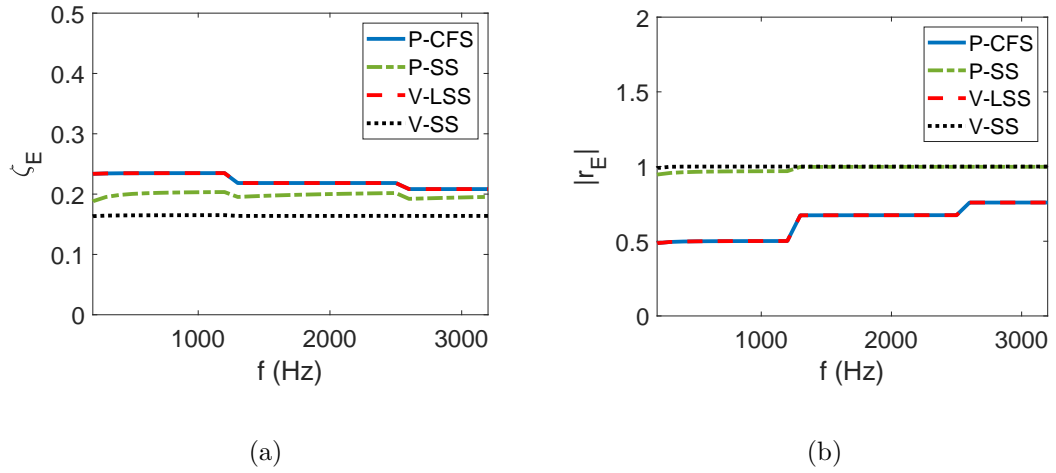 0.5
0.4
0.3
0.2
0.1
0
ζE
1000
2000
3000
f (Hz)
P-CFS
P-SS
V-LSS
V-SS
(a)
2
1.5
1
0.5
0
|rE|
1000
2000
3000
f (Hz)
P-CFS
P-SS
V-LSS
V-SS
(b)